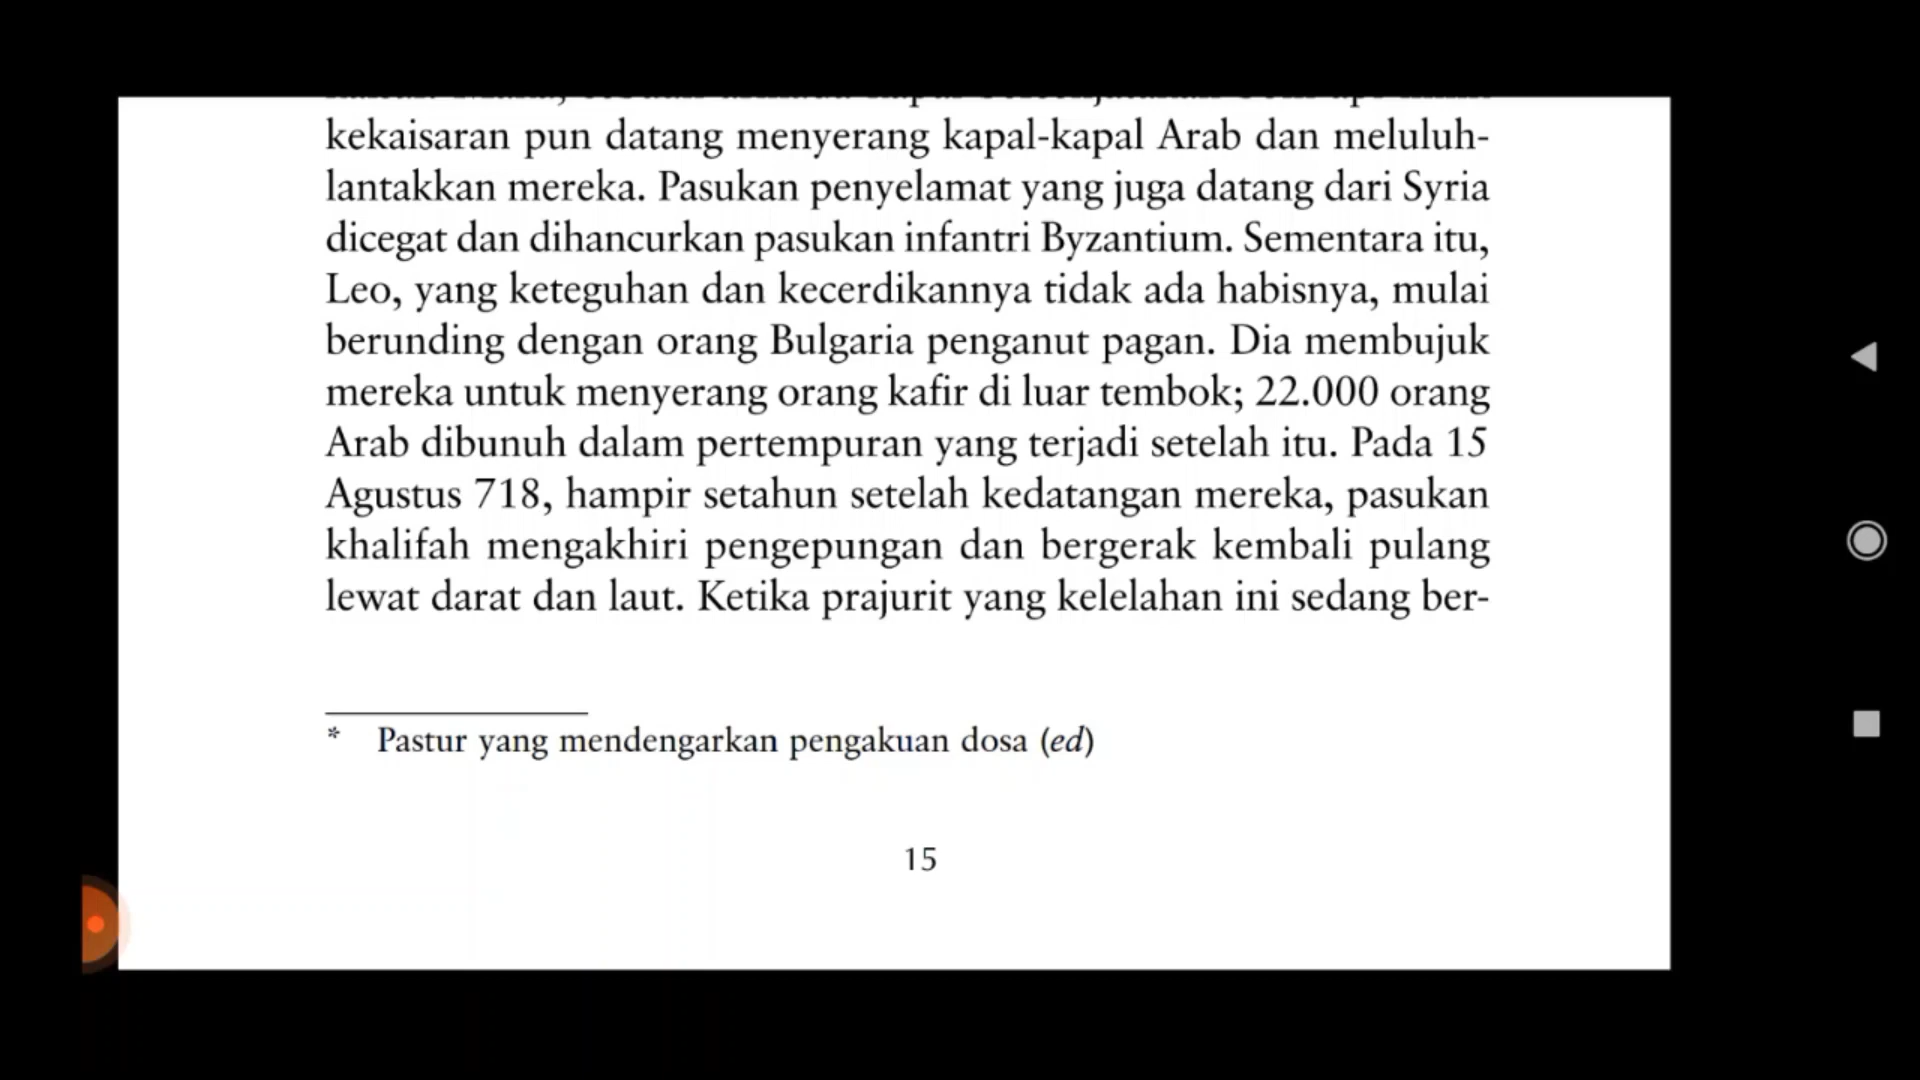 kekaisaran pun datang menyerang kapal-kapal Arab dan meluluh-
lantakkan mereka. Pasukan penyelamat yang juga datang dari Syria
dicegat dan dihancurkan pasukan infantri Byzantium. Sementara itu,
Leo, yang keteguhan dan kecerdikannya tidak ada habisnya, mulai
berunding dengan orang Bulgaria penganut pagan. Dia membujuk
mereka untuk menyerang orang kafir di luar tembok; 22.000 orang
Arab dibunuh dalam pertempuran yang terjadi setelah itu. Pada 15
Agustus 718, hampir setahun setelah kedatangan mereka, pasukan
khalifah mengakhiri pengepungan dan bergerak kembali pulang
lewat darat dan laut. Ketika prajurit yang kelelahan ini sedang ber-
* Pastur yang mendengarkan pengakuan dosa (ed)
15